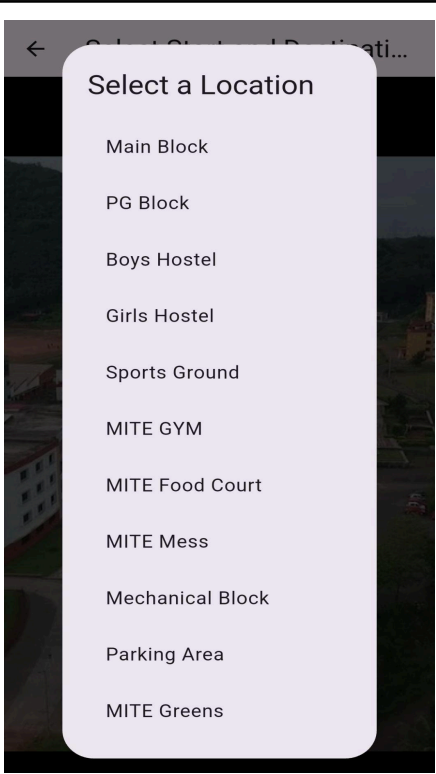 ati...
Select a Location
Main Block
PG Block
Boys Hostel
Girls Hostel
Sports Ground
MITE GYM
MITE Food Court
MITE Mess
Mechanical Block
Parking Area
MITE Greens